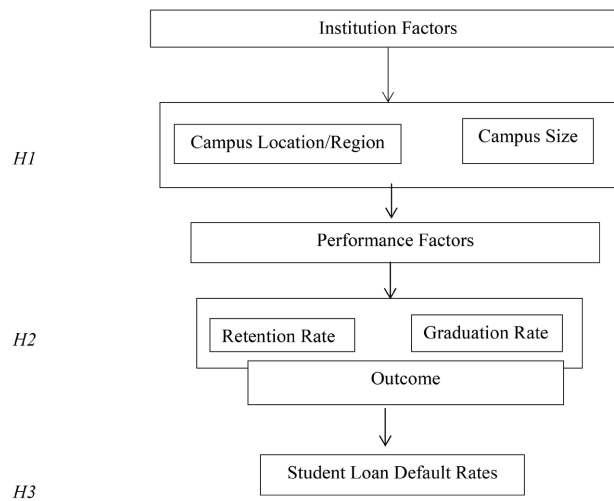 Institution Factors
H1
Campus Location/Region
Campus Size
Performance Factors
H2
Retention Rate
Graduation Rate
Outcome
Student Loan Default Rates
H3